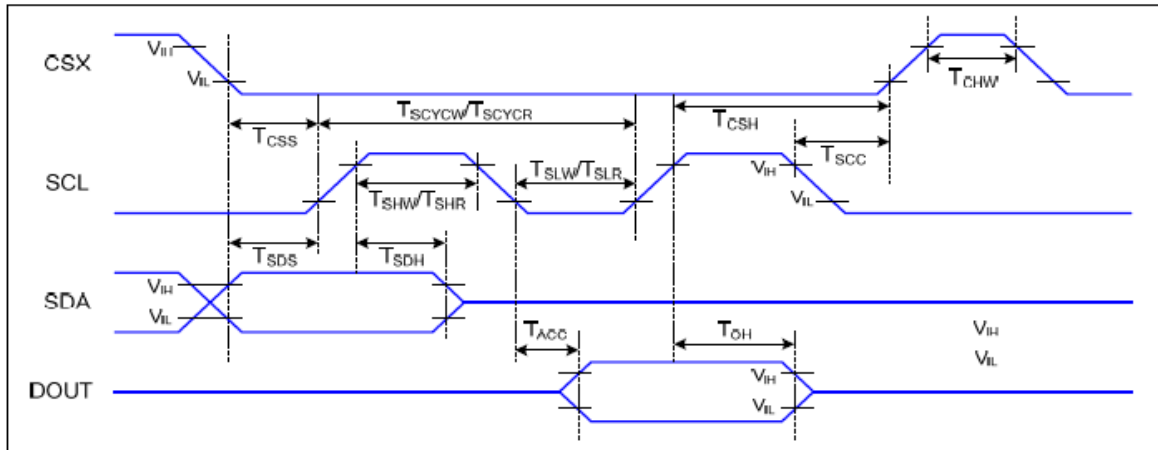 CSX
VIH
VIL
TCHW
TSCYCW/TSCYCR
TCSH
TCSS
TSCC
SCL
TSLW/TSLR
VIH
TSHW/TSHR
VIL
TSDS
TSDH
SDA
VIH
VIL
TACC
TOH
VIH
VIL
DOUT
VIH
VIL